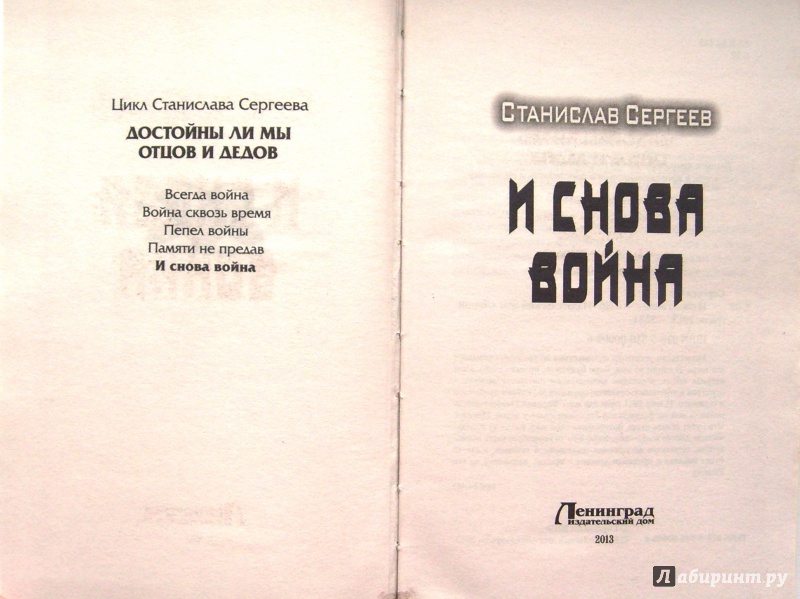 Цикл Станислава Сергеева
ДОСТОЙНЫ ЛИ МЫ
ОТЦОВ И ДЕДОВ
Всегда война
Война сквозь время
Пепел войны
Памяти не предав
И снова война
СТАНИСЛАВ СЕРГЕЕВ
И СНОВА
ВОЙНА
Ленинград
издательский дом
2013
Лабиринт.ру